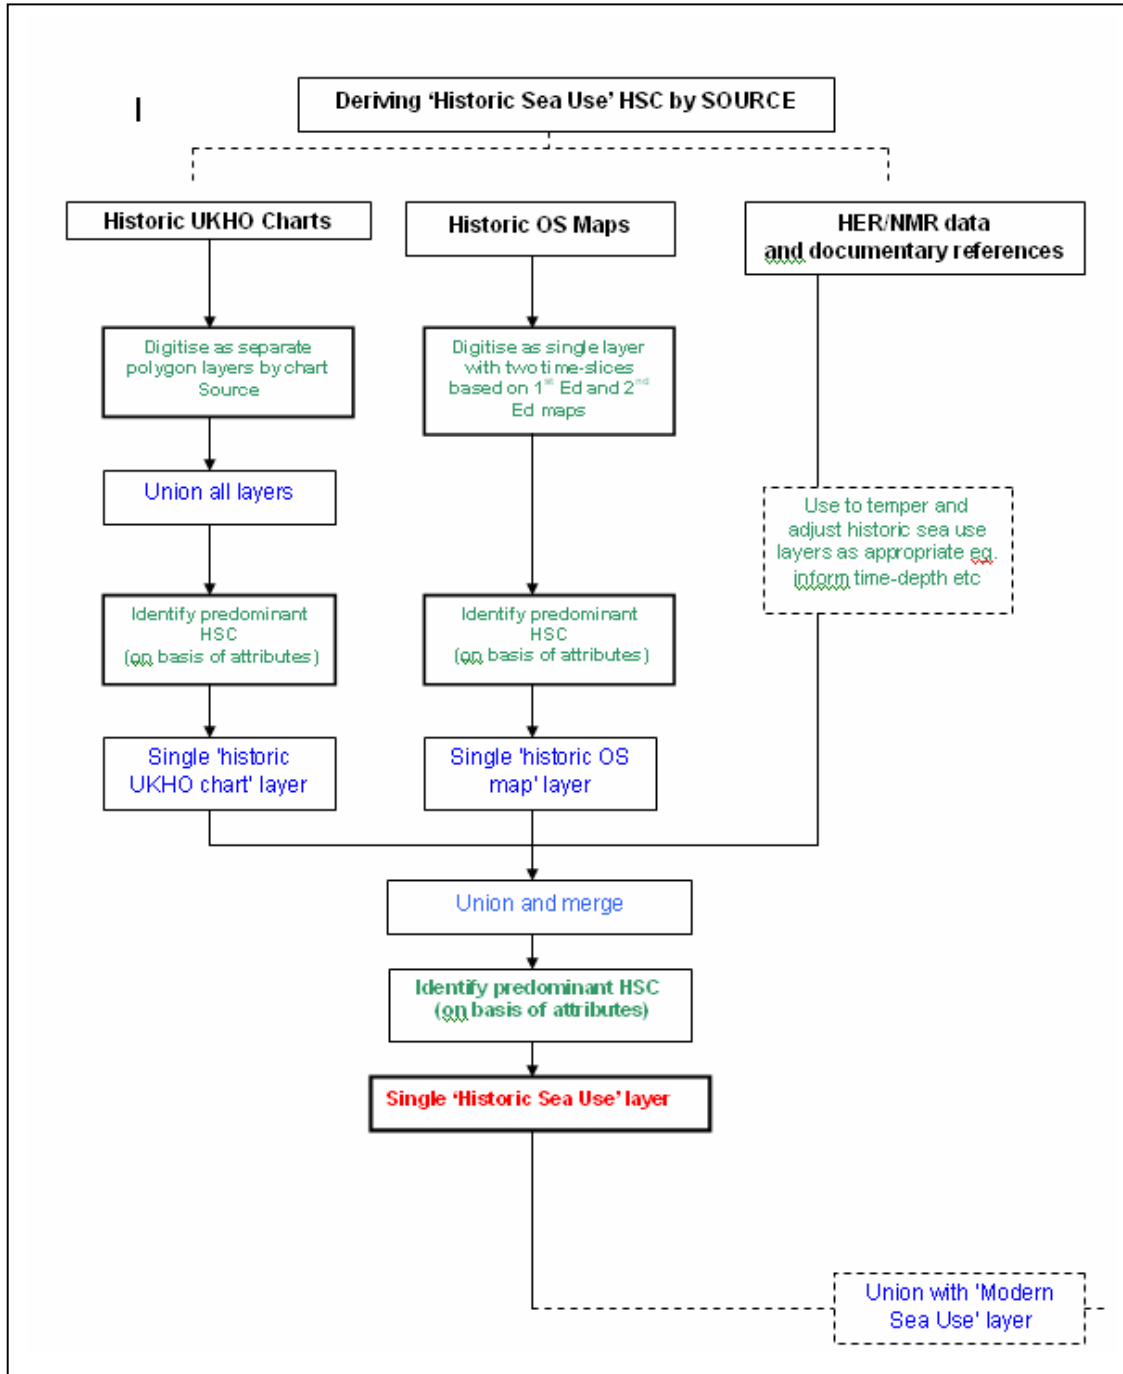 I
Deriving ‘Historic Sea Use’ HSC by SOURCE
Historic UKHO Charts
Historic OS Maps
HER/NMR data
and documentary references
Digitise as separate
polygon layers by chart
Source
Digitise as single layer
with two time-slices
based on 1st Ed and 2nd
Ed maps
Union all layers
Use to temper and
adjust historic sea use
layers as appropriate eg.
inform time-depth etc
Identify predominant
HSC
(on basis of attributes)
Identify predominant
HSC
(on basis of attributes)
Single 'historic
UKHO chart' layer
Single 'historic OS
map' layer
Union and merge
Identify predominant HSC
(on basis of attributes)
Single ‘Historic Sea Use’ layer
Union with 'Modern
Sea Use' layer